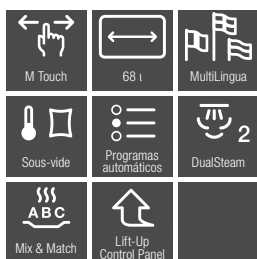 M Touch
68 l
MultiLingua
Sous-vide
Programas
automáticos
2
DualSteam
ABC
Mix & Match
Lift-Up
Control Panel